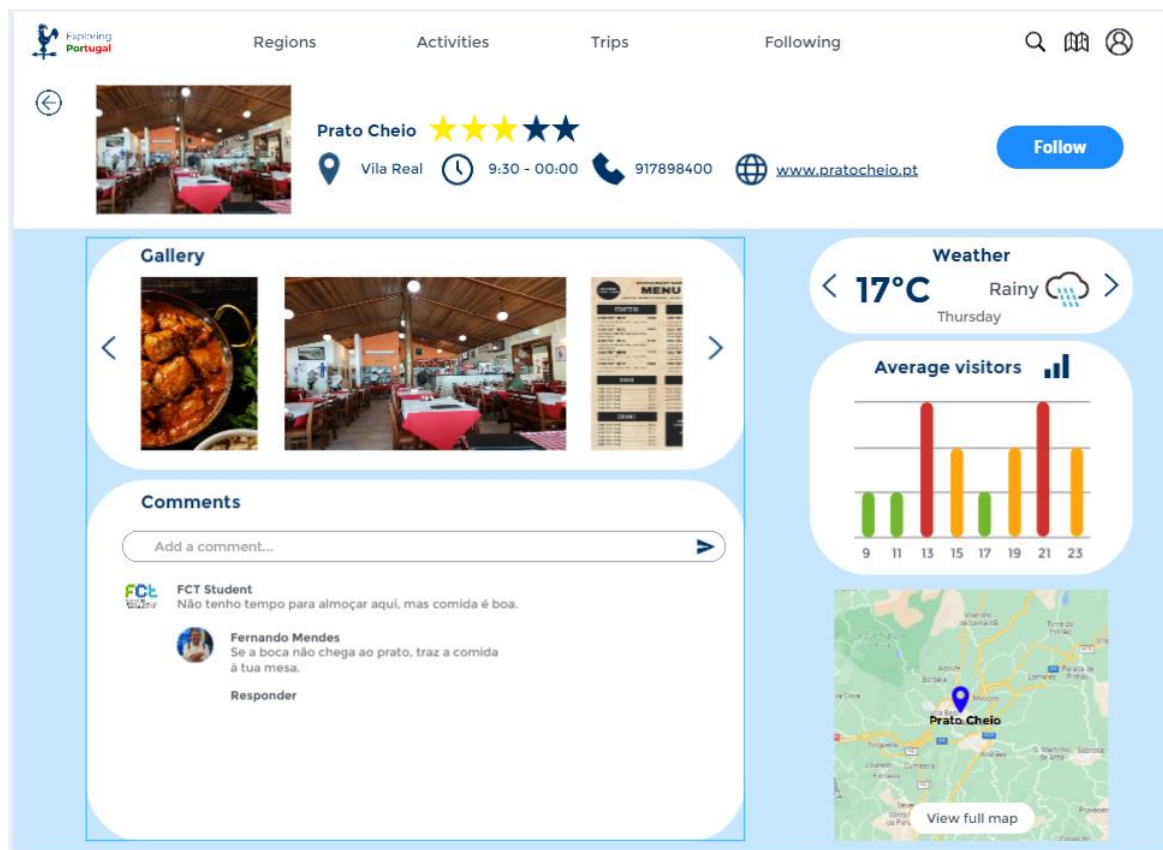 Exploring
Portugal
Regions Activities Trips Following
Prato Cheio
Vila Real 9:30 - 00:00 917898400 www.pratocheio.pt
Follow
Gallery
MENU
Comments
Add a comment...
FCT Student
Não tenho tempo para almoçar aqui, mas comida é boa.
Fernando Mendes
Se a boca não chega ao prato, traz a comida
à tua mesa.
Responder
Weather
17°C Rainy
Thursday
Average visitors
9 11 13 15 17 19 21 23
Prato Cheio
View full map